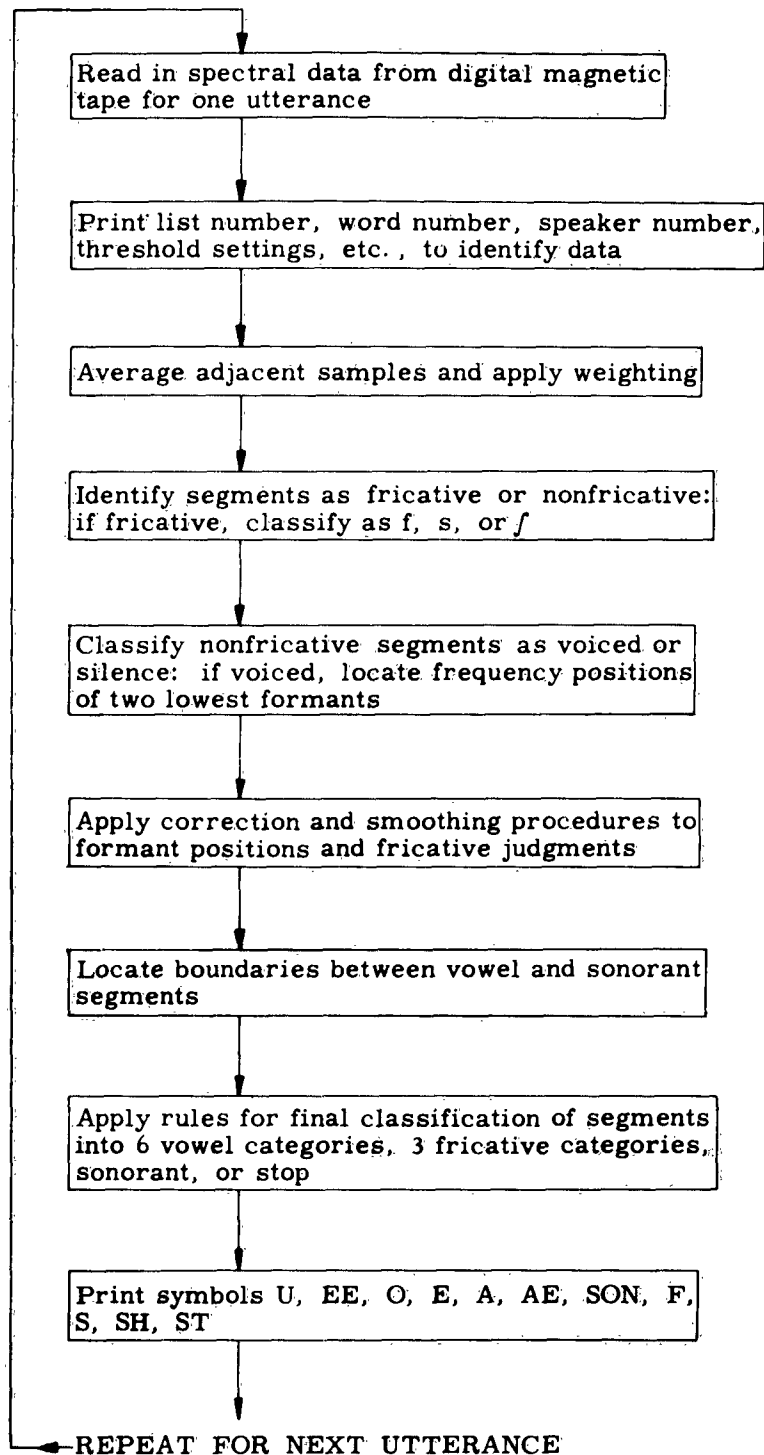 Read in spectral data from digital magnetic
tape for one utterance
Print list number, word number, speaker number,
threshold settings, etc., to identify data
Average adjacent samples and apply weighting
Identify segments as fricative or nonfricative:
if fricative, classify as f, s, or ʃ
Classify nonfricative segments as voiced or
silence: if voiced, locate frequency positions
of two lowest formants
Apply correction and smoothing procedures to
formant positions and fricative judgments
Locate boundaries between vowel and sonorant
segments
Apply rules for final classification of segments
into 6 vowel categories, 3 fricative categories,
sonorant, or stop
Print symbols U, EE, O, E, A, AE, SON, F,
S, SH, ST
REPEAT FOR NEXT UTTERANCE